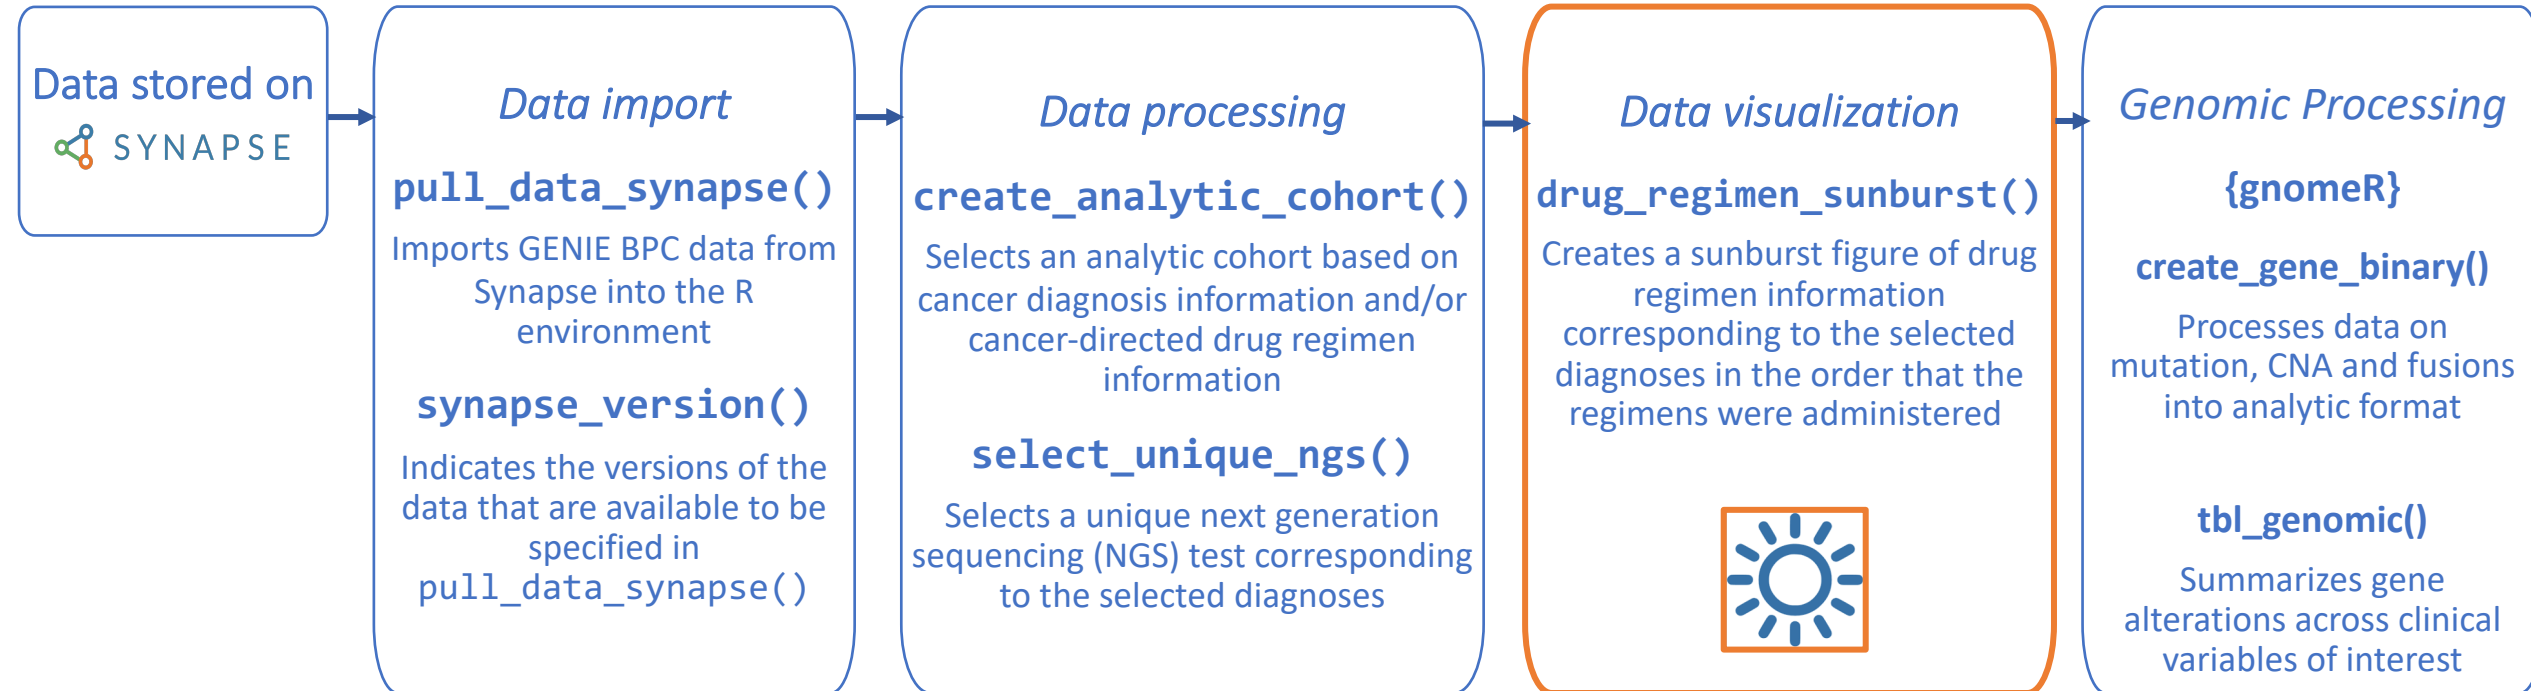 Data stored on
SYNAPSE
Data import
pull_data_synapse()
Imports GENIE BPC data from
Synapse into the R
environment
synapse_version()
Indicates the versions of the
data that are available to be
specified in
pull_data_synapse()
Data processing
create_analytic_cohort()
Selects an analytic cohort based on
cancer diagnosis information and/or
cancer-directed drug regimen
information
select_unique_ngs()
Selects a unique next generation
sequencing (NGS) test corresponding
to the selected diagnoses
Data visualization
drug_regimen_sunburst()
Creates a sunburst figure of drug
regimen information
corresponding to the selected
diagnoses in the order that the
regimens were administered
Genomic Processing
{gnomeR}
create_gene_binary()
Processes data on
mutation, CNA and fusions
into analytic format
tbl_genomic()
Summarizes gene
alterations across clinical
variables of interest